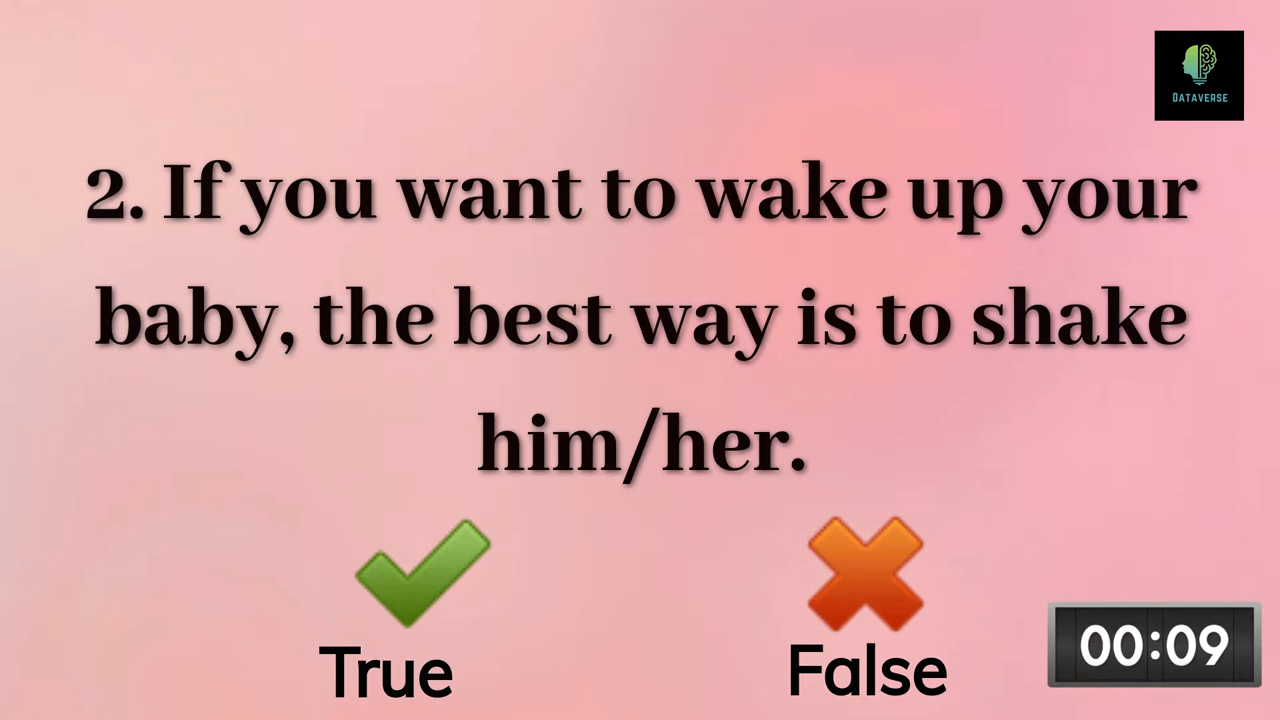 DATAVERSE
2. If you want to wake up your
baby, the best way is to shake
him/her.
True
False
00:09